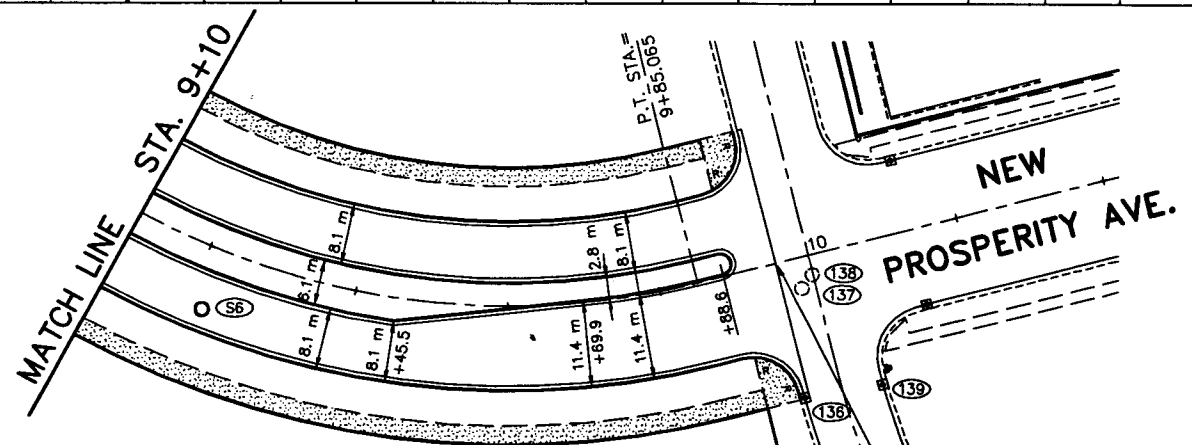 MATCH LINE STA. 9+10
P.T. STA.=
9+85.065
NEW
PROSPERITY AVE.
10
8.1 m
8.1 m
8.1 m
8.1 m
+45.5
2.8 m
8.1 m
11.4 m
+69.9
11.4 m
+88.6
S6
138
137
136
139